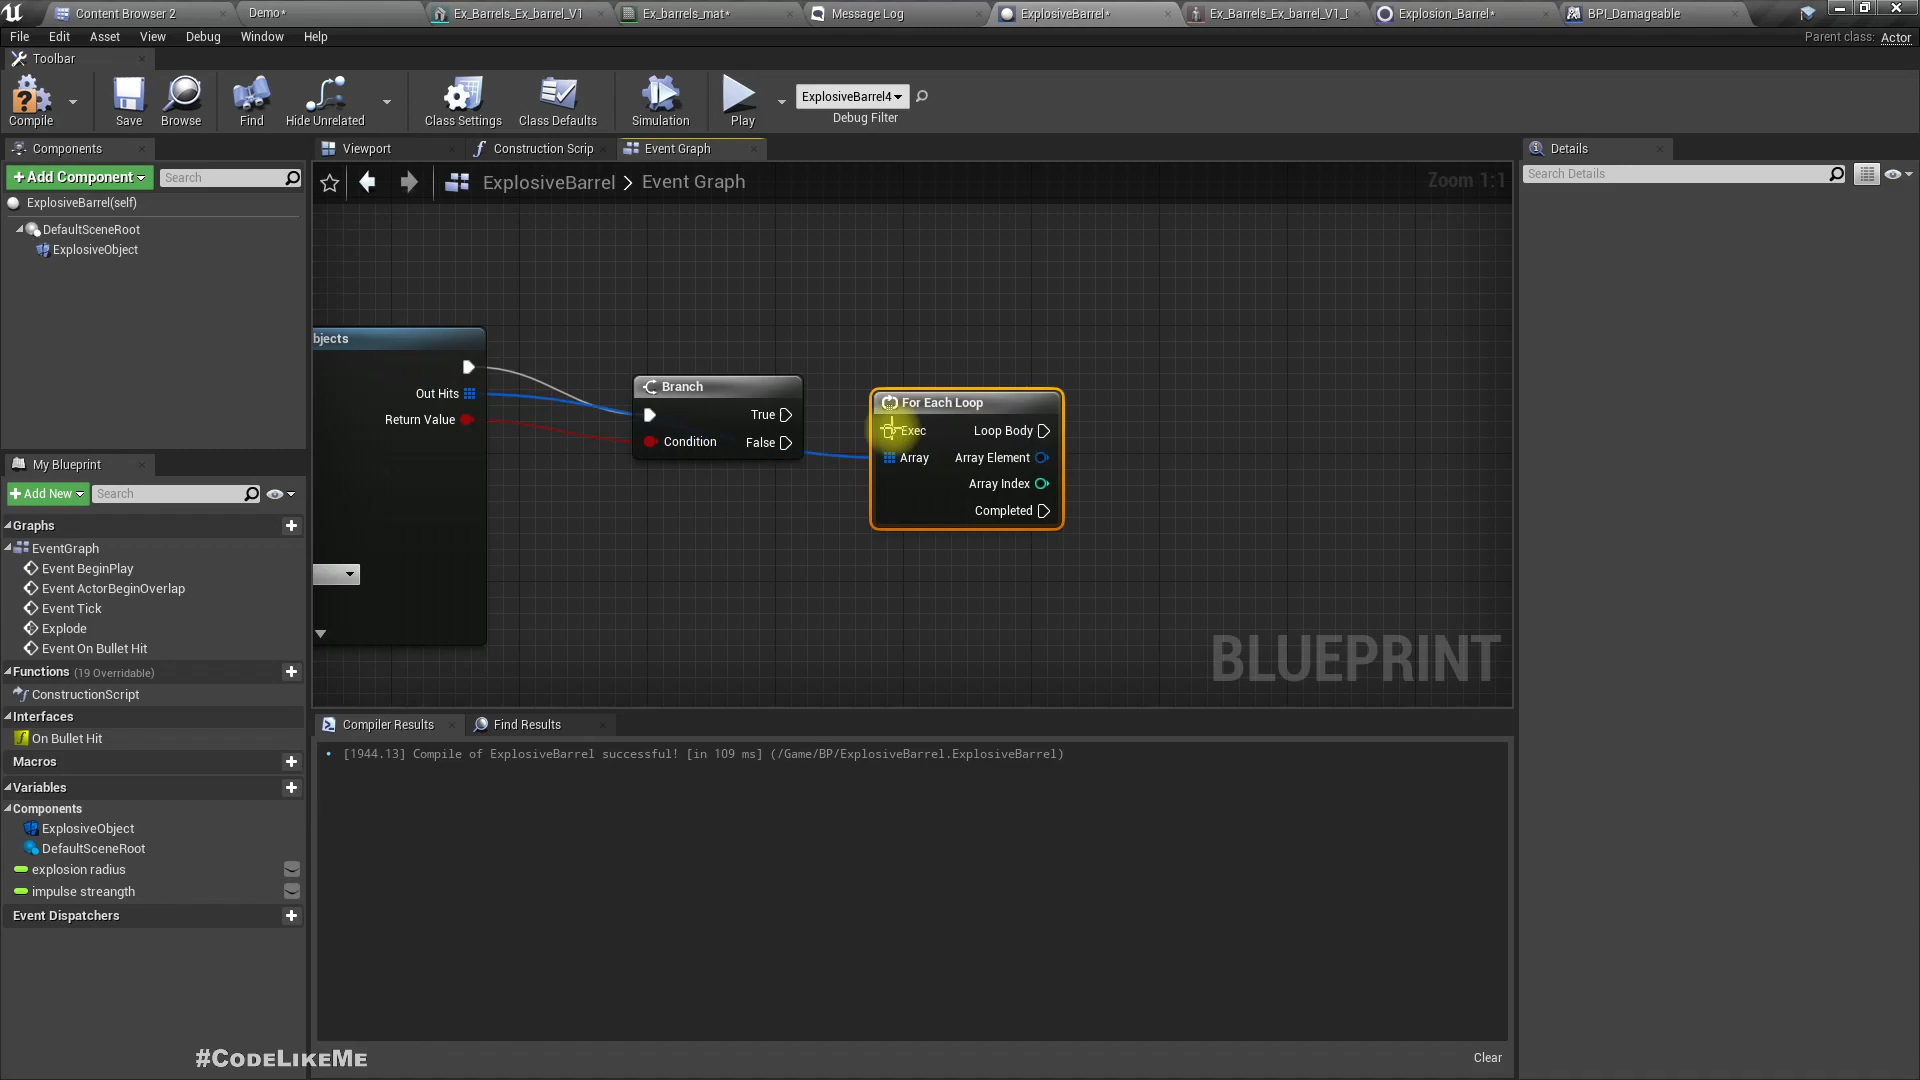 Content Browser 2
Demo*
Ex_Barrels_Ex_barrel_V1
Ex_barrels_mat*
Message Log
ExplosiveBarrel*
Ex_Barrels_Ex_barrel_V1_
Explosion_Barrel*
BPI_Damageable
File Edit Asset View Debug Window Help
Parent class: Actor
Toolbar
Compile
Save
Browse
Find
Hide Unrelated
Class Settings
Class Defaults
Simulation
Play
ExplosiveBarrel4
Debug Filter
Components
+Add Component
Search
ExplosiveBarrel(self)
DefaultSceneRoot
ExplosiveObject
My Blueprint
+Add New
Search
Graphs
EventGraph
Event BeginPlay
Event ActorBeginOverlap
Event Tick
Explode
Event On Bullet Hit
Functions (19 Overridable)
ConstructionScript
Interfaces
On Bullet Hit
Macros
Variables
Components
ExplosiveObject
DefaultSceneRoot
explosion radius
impulse streangth
Event Dispatchers
Viewport
Construction Scrip
Event Graph
ExplosiveBarrel > Event Graph
Zoom 1:1
bjects
Out Hits
Return Value
Branch
True
Condition
False
For Each Loop
Exec
Loop Body
Array
Array Element
Array Index
Completed
BLUEPRINT
Compiler Results
Find Results
[1944.13] Compile of ExplosiveBarrel successful! [in 109 ms] (/Game/BP/ExplosiveBarrel.ExplosiveBarrel)
Clear
Details
Search Details
#CodeLikeMe